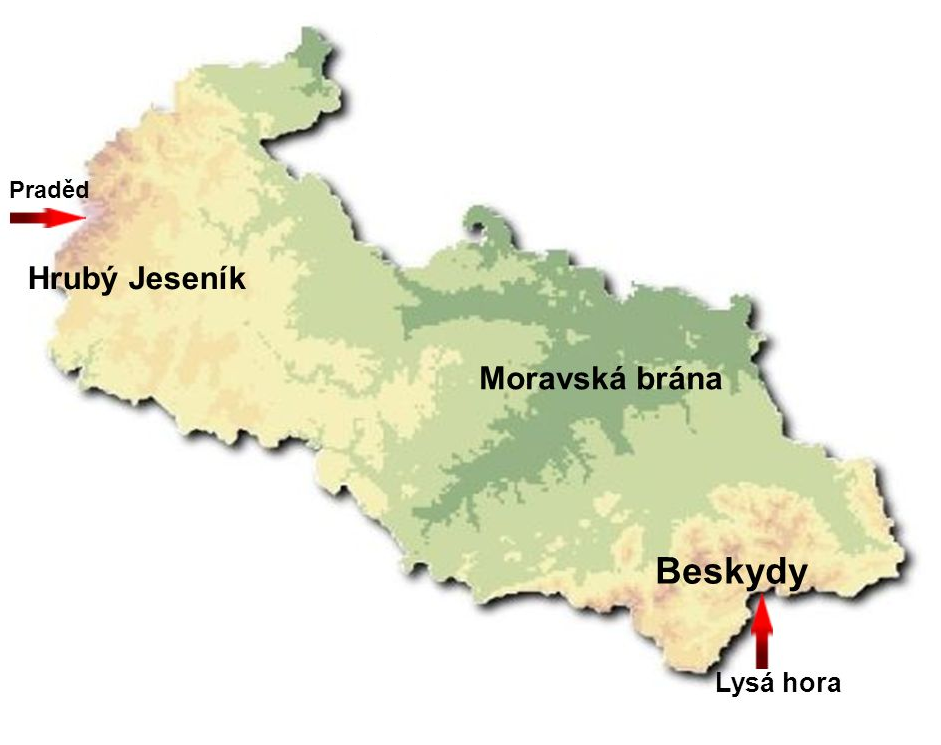 Praděd
Hrubý Jeseník
Moravská brána
Beskydy
Lysá hora